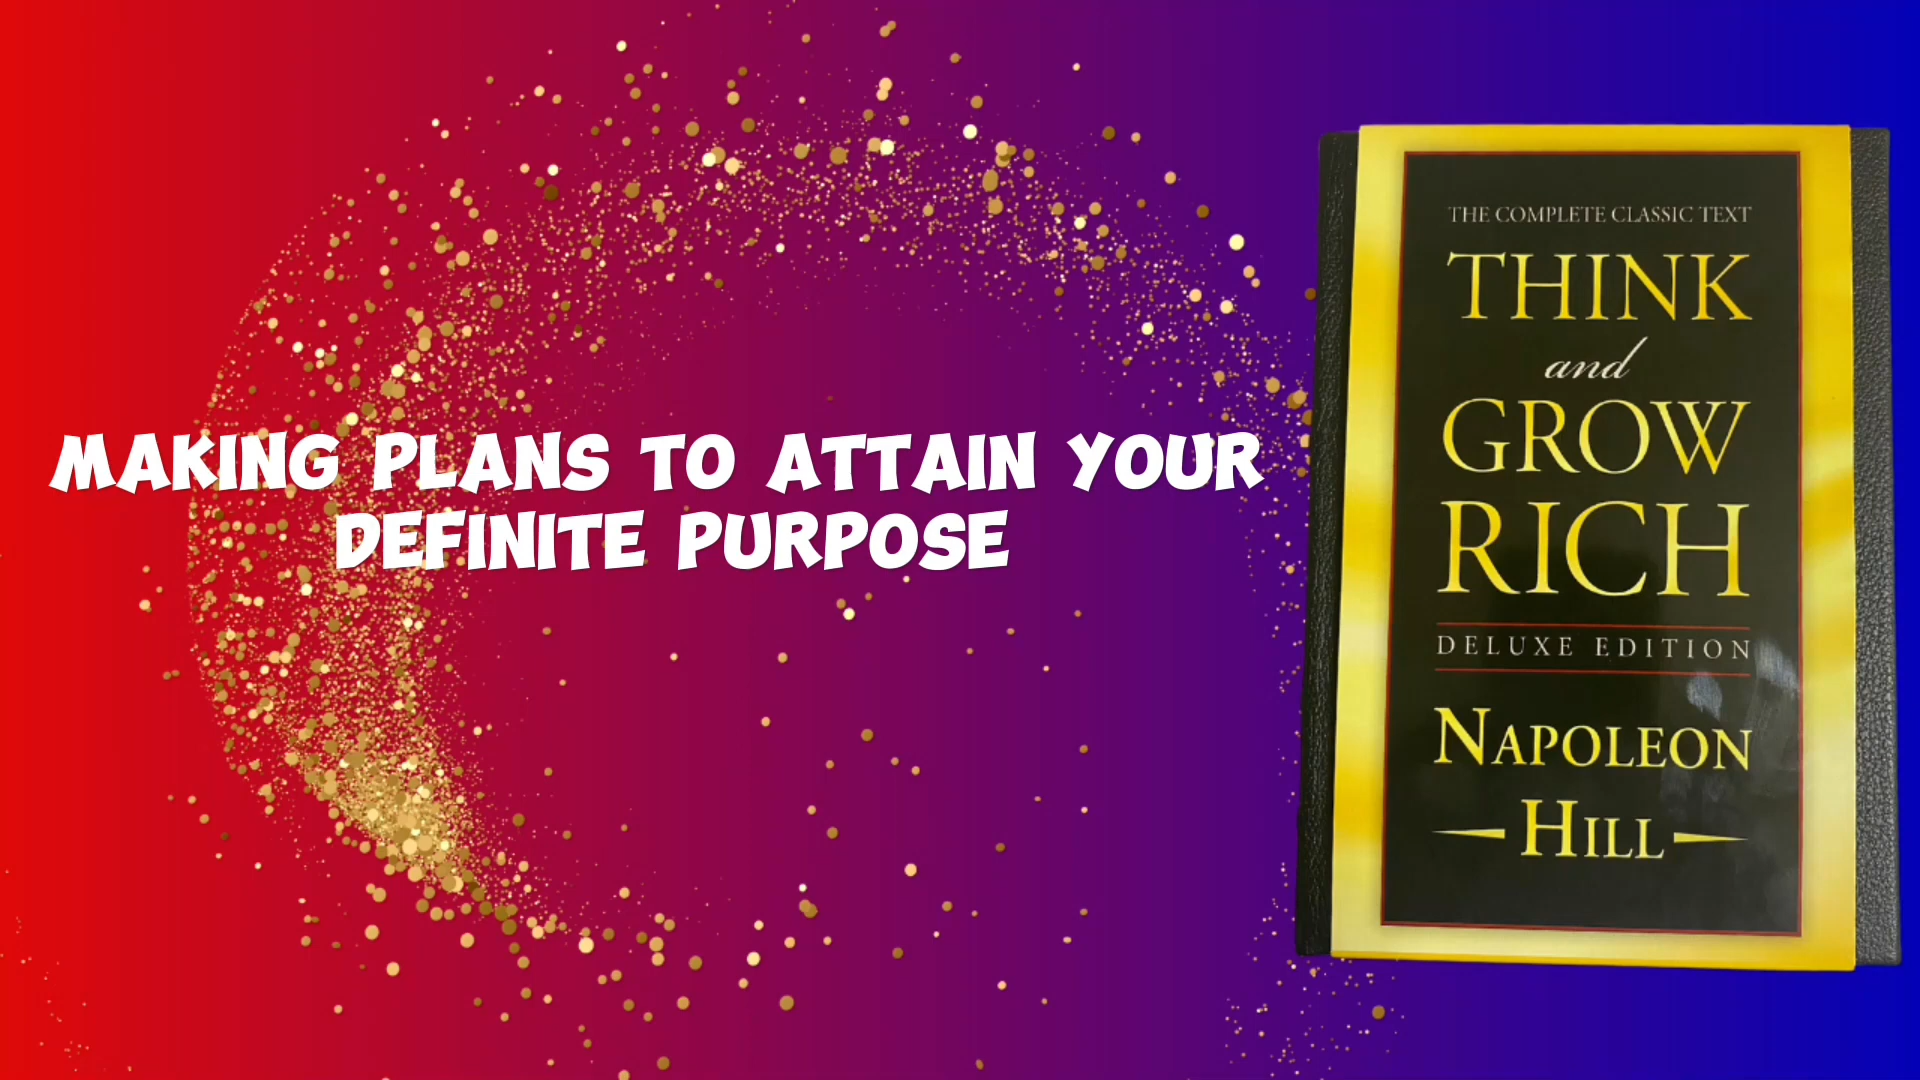 MAKING PLANS TO ATTAIN YOUR
DEFINITE PURPOSE
THE COMPLETE CLASSIC TEXT
THINK
and
GROW
RICH
DELUXE EDITION
NAPOLEON
HILL